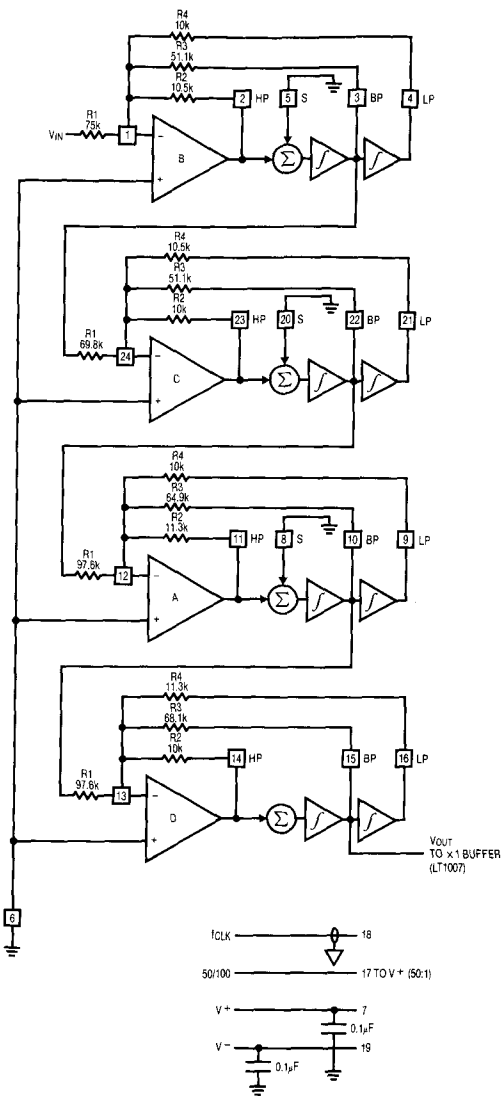 R4
10k
R3
51.1k
R2
10.5k
2 HP 5 S 3 BP 4 LP
R1
75k
VIN 1
−
B
+
Σ ∫ ∫
R4
10.5k
R3
51.1k
R2
10k
23 HP 20 S 22 BP 21 LP
R1
69.8k
24
−
C
+
Σ ∫ ∫
R4
10k
R3
64.9k
R2
11.3k
11 HP 8 S 10 BP 9 LP
R1
97.6k
12
−
A
+
Σ ∫ ∫
R4
11.3k
R3
68.1k
R2
10k
14 HP 15 BP 16 LP
R1
97.6k
13
−
D
+
Σ ∫ ∫
VOUT
TO ×1 BUFFER
(LT1007)
6
fCLK 18
50/100 17 TO V+ (50:1)
V+ 7
0.1µF
V− 19
0.1µF